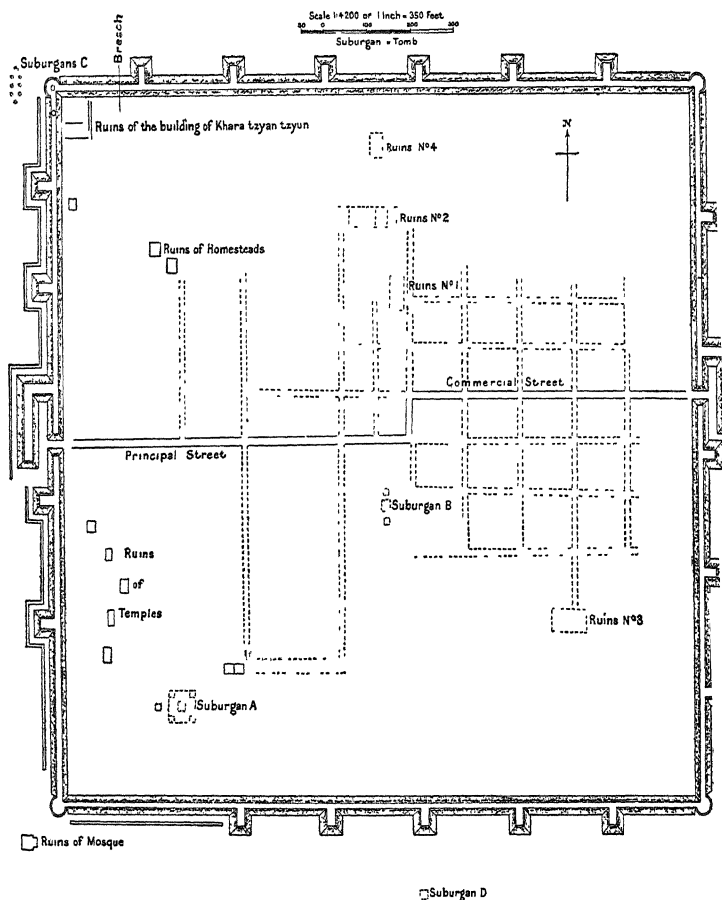 Scale 1:4200 or 1 Inch = 350 Feet
50 0 100 200 300
Suburgan = Tomb
Suburgans C
Bresch
Ruins of the building of Khara tzyan tzyun
Ruins Nº4
N
Ruins Nº2
Ruins of Homesteads
Ruins Nº1
Commercial Street
Principal Street
Suburgan B
Ruins
of
Temples
Ruins Nº3
Suburgan A
Ruins of Mosque
Suburgan D